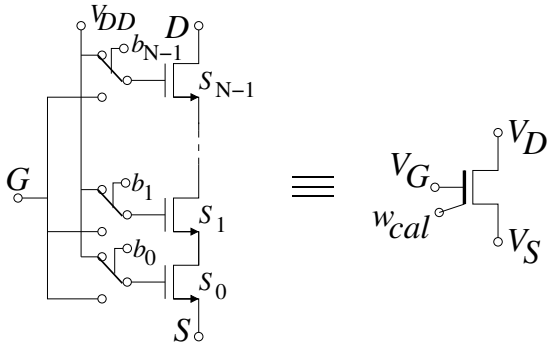 V_DD D
b_N−1
S_N−1
G
b_1
S_1
b_0
S_0
S
V_D
V_G
w_cal
V_S